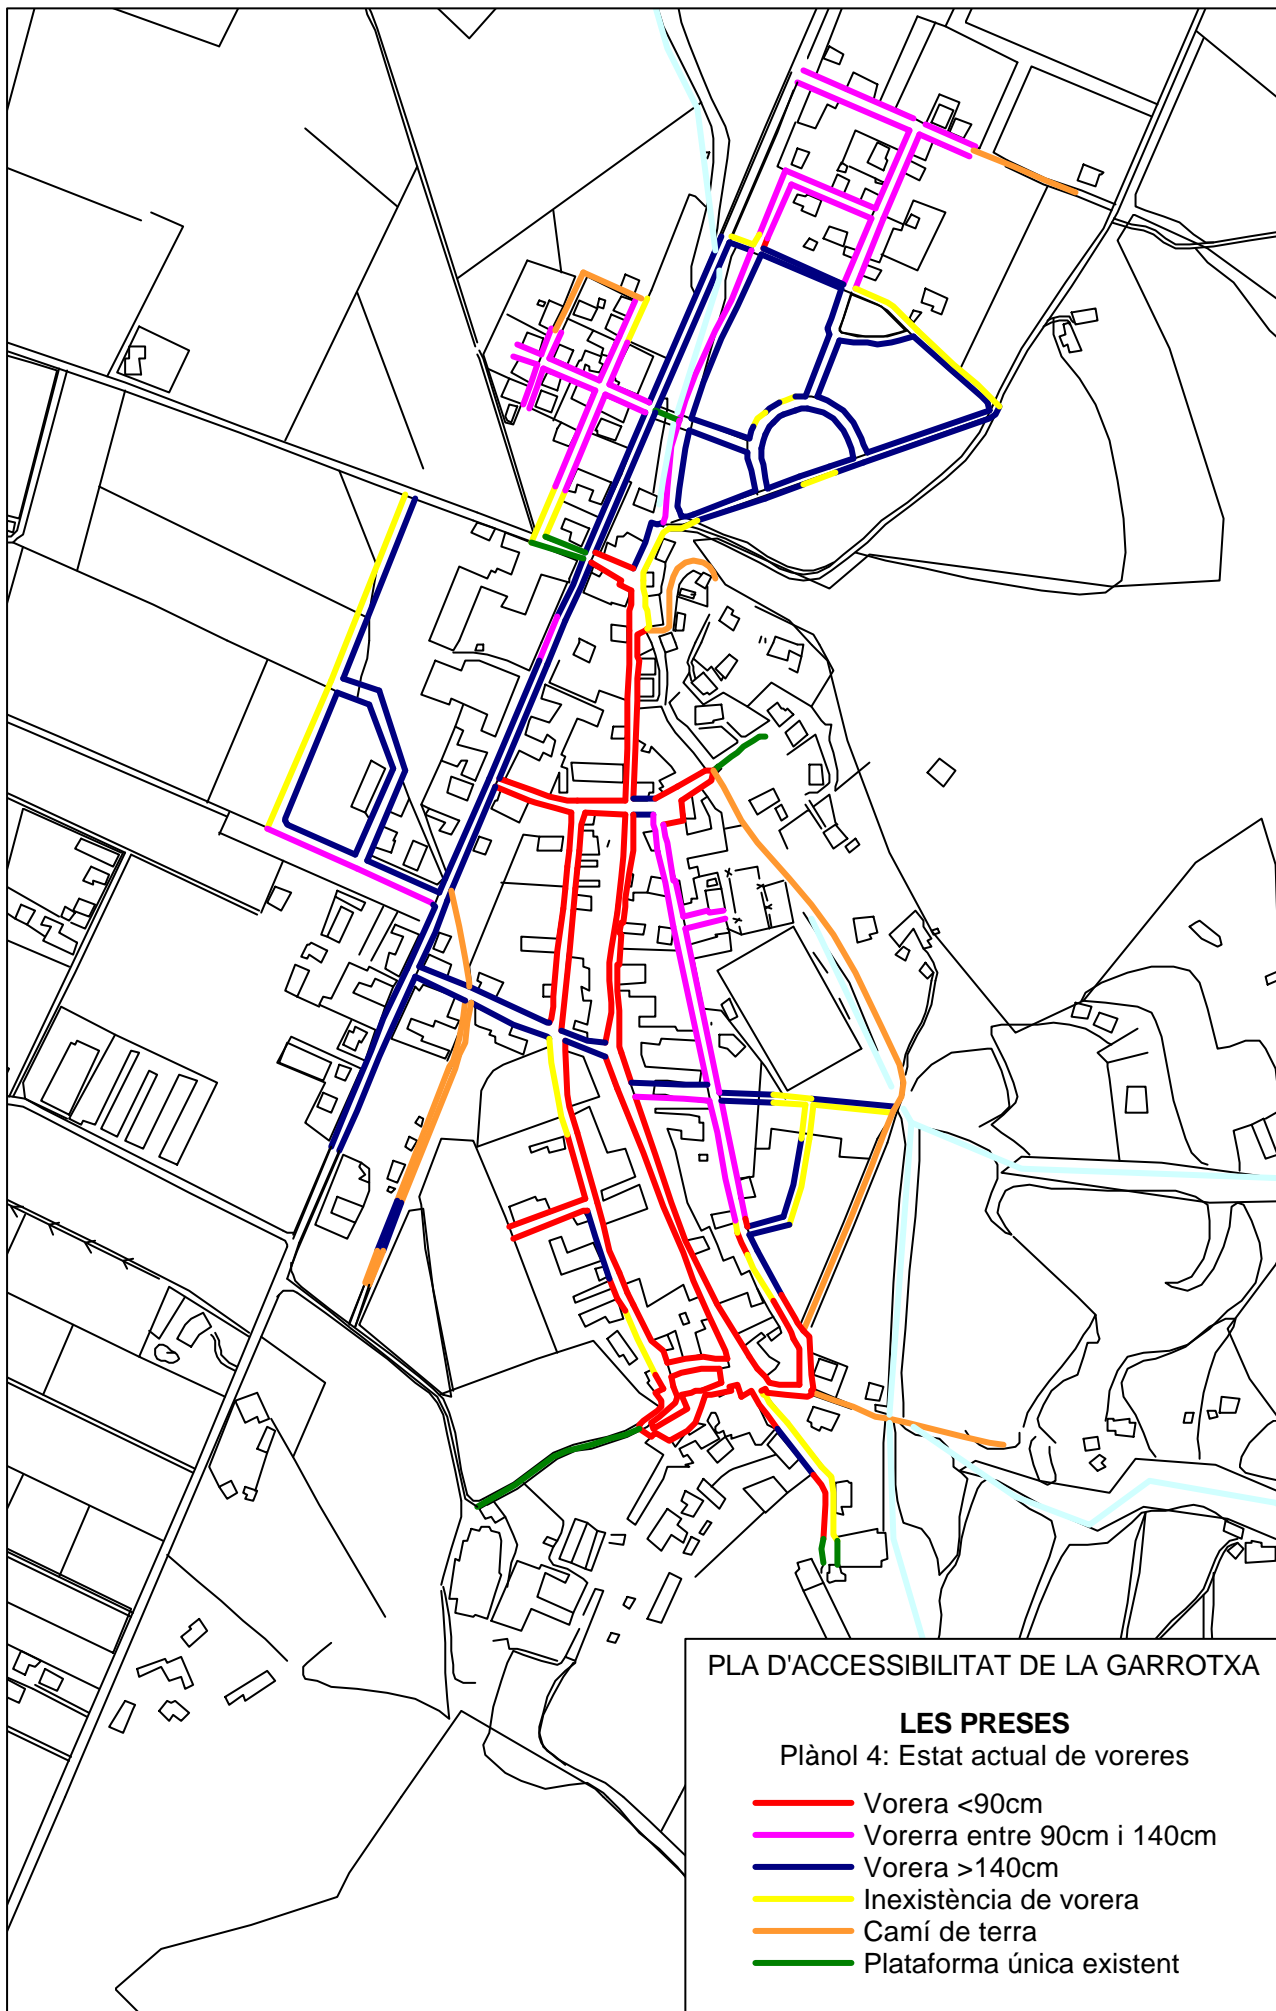 PLA D'ACCESSIBILITAT DE LA GARROTXA
LES PRESES
Plànol 4: Estat actual de voreres
Vorera <90cm
Vorerra entre 90cm i 140cm
Vorera >140cm
Inexistència de vorera
Camí de terra
Plataforma única existent